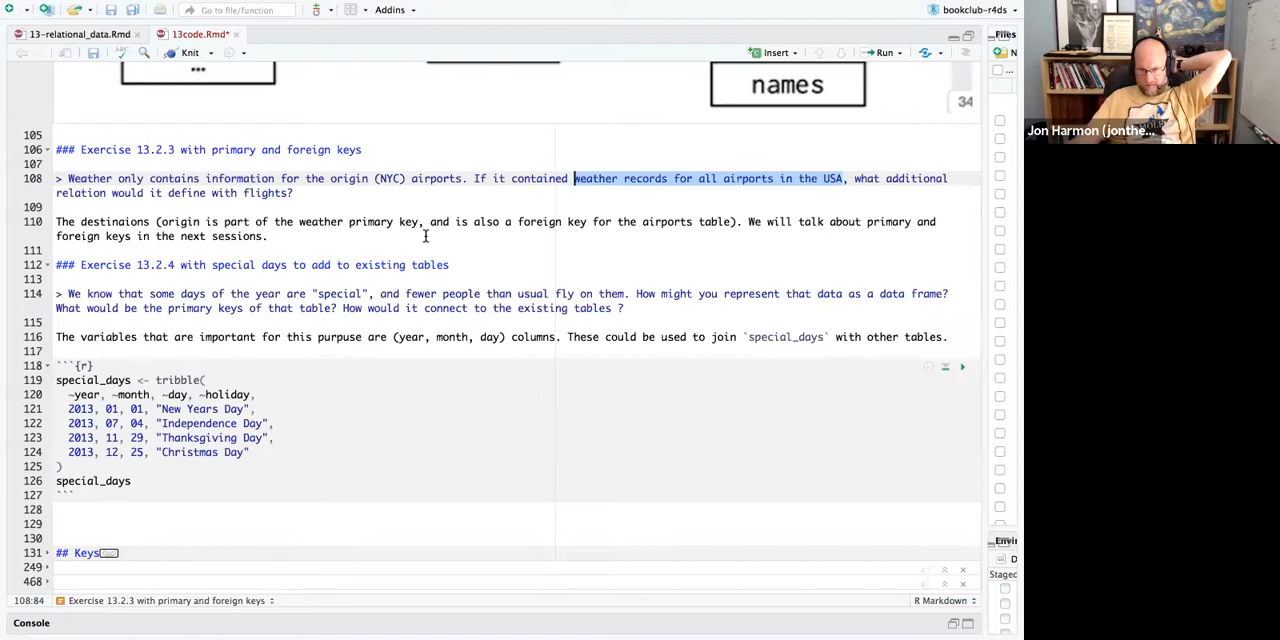 Go to file/function
Addins
bookclub-r4ds
13-relational_data.Rmd
13code.Rmd*
Files
Knit
Insert
Run
N
...
...
names
34
105
106 ### Exercise 13.2.3 with primary and foreign keys
107
108 > Weather only contains information for the origin (NYC) airports. If it contained weather records for all airports in the USA, what additional
relation would it define with flights?
109
110 The destinaions (origin is part of the weather primary key, and is also a foreign key for the airports table). We will talk about primary and
foreign keys in the next sessions.
111
112 ### Exercise 13.2.4 with special days to add to existing tables
113
114 > We know that some days of the year are "special", and fewer people than usual fly on them. How might you represent that data as a data frame?
What would be the primary keys of that table? How would it connect to the existing tables ?
115
116 The variables that are important for this purpuse are (year, month, day) columns. These could be used to join `special_days` with other tables.
117
118 ```{r}
119 special_days <- tribble(
120 ~year, ~month, ~day, ~holiday,
121 2013, 01, 01, "New Years Day",
122 2013, 07, 04, "Independence Day",
123 2013, 11, 29, "Thanksgiving Day",
124 2013, 12, 25, "Christmas Day"
125 )
126 special_days
127 ```
128
129
130
131 ## Keys
249
468
108:84 Exercise 13.2.3 with primary and foreign keys
R Markdown
Console
Envir
D
Staged
Jon Harmon (jonthe...